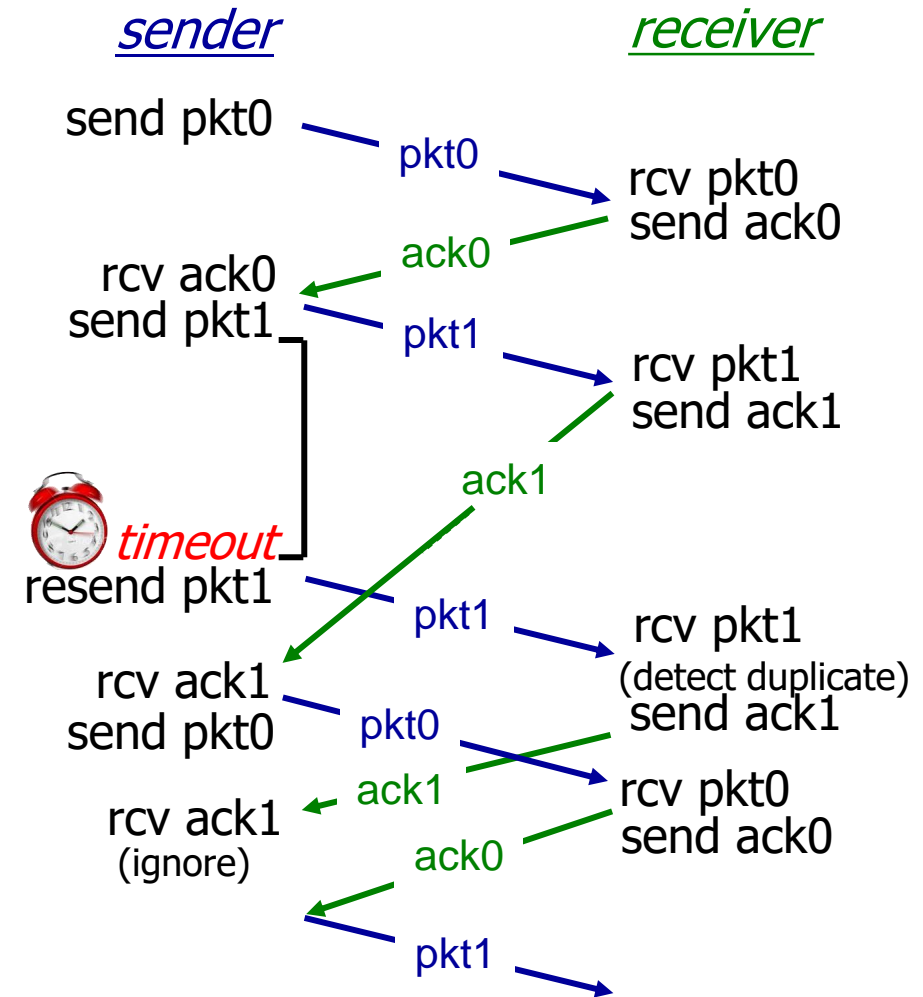 sender
receiver
send pkt0
pkt0
rcv pkt0
send ack0
ack0
rcv ack0
send pkt1
pkt1
rcv pkt1
send ack1
ack1
timeout
resend pkt1
pkt1
rcv pkt1
(detect duplicate)
send ack1
rcv ack1
send pkt0
pkt0
ack1
rcv pkt0
send ack0
rcv ack1
(ignore)
ack0
pkt1